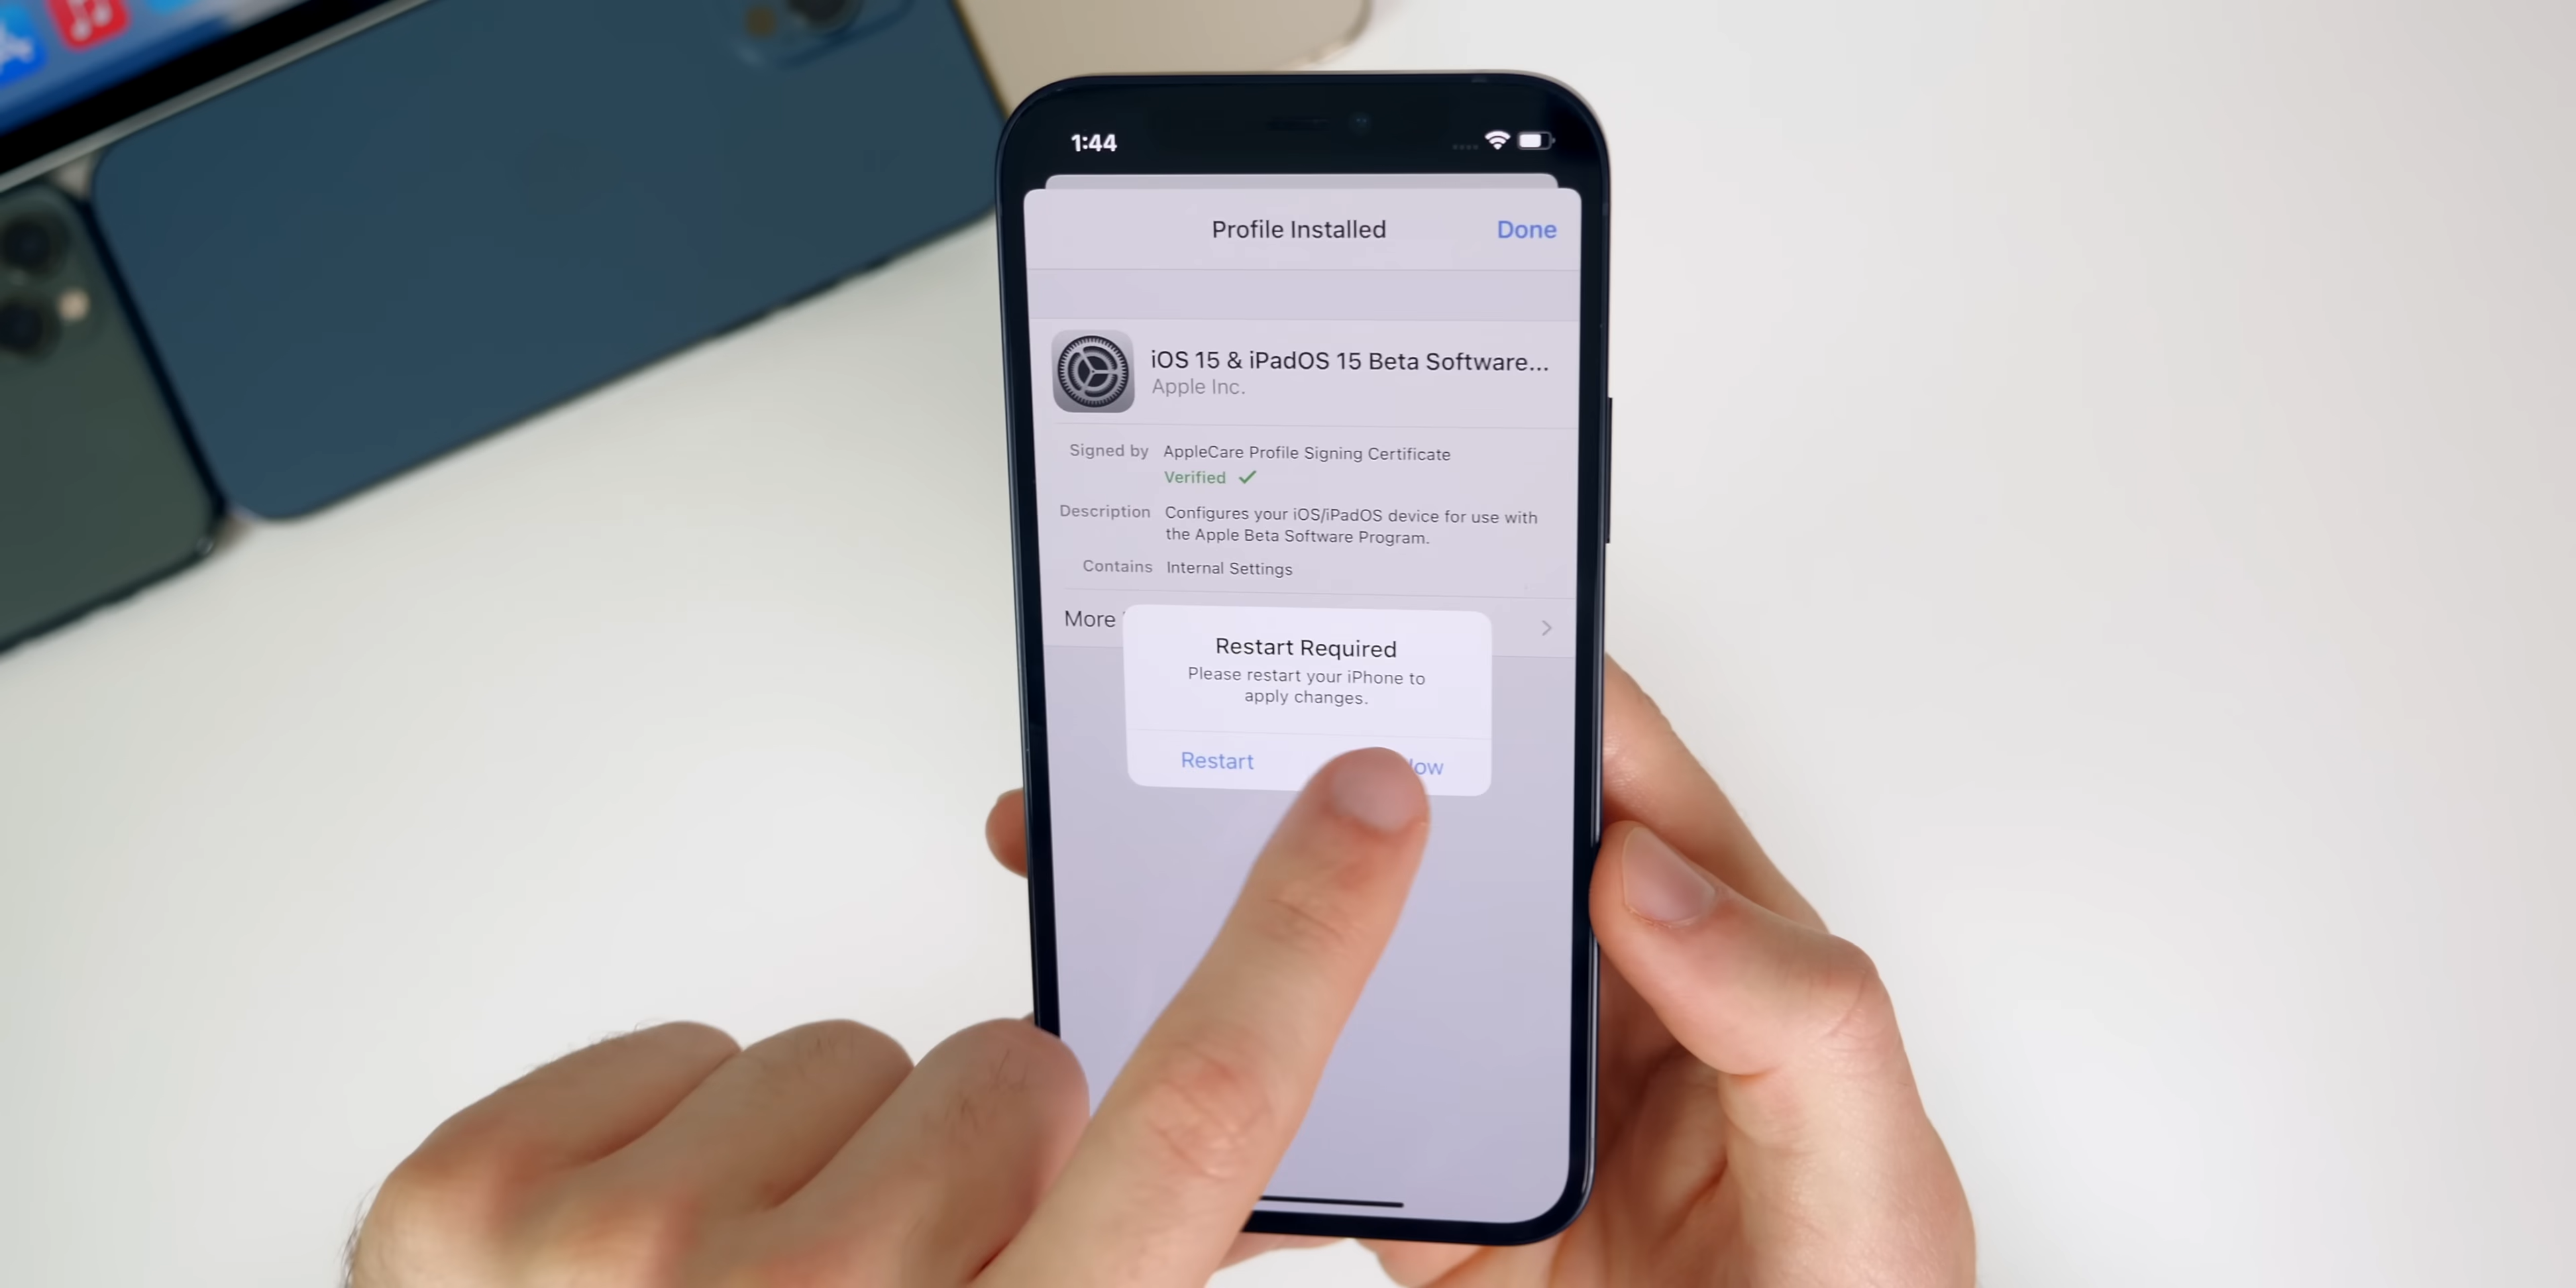 1:44
Profile Installed
Done
iOS 15 & iPadOS 15 Beta Software...
Apple Inc.
Signed by AppleCare Profile Signing Certificate
Verified
Description Configures your iOS/iPadOS device for use with
the Apple Beta Software Program.
Contains Internal Settings
More
Restart Required
Please restart your iPhone to
apply changes.
Restart